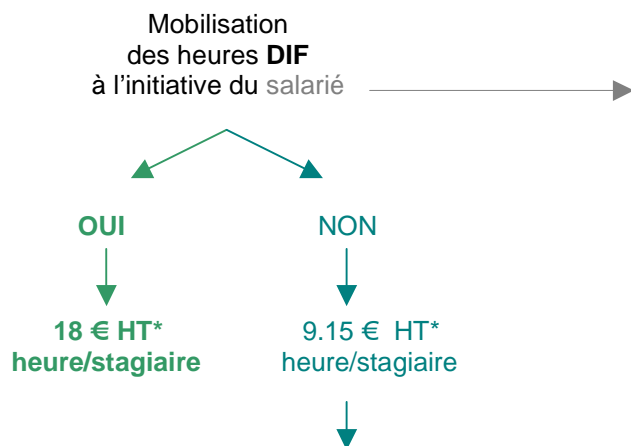 Mobilisation
des heures DIF
à l'initiative du salarié
OUI
NON
18 € HT*
heure/stagiaire
9.15 € HT*
heure/stagiaire